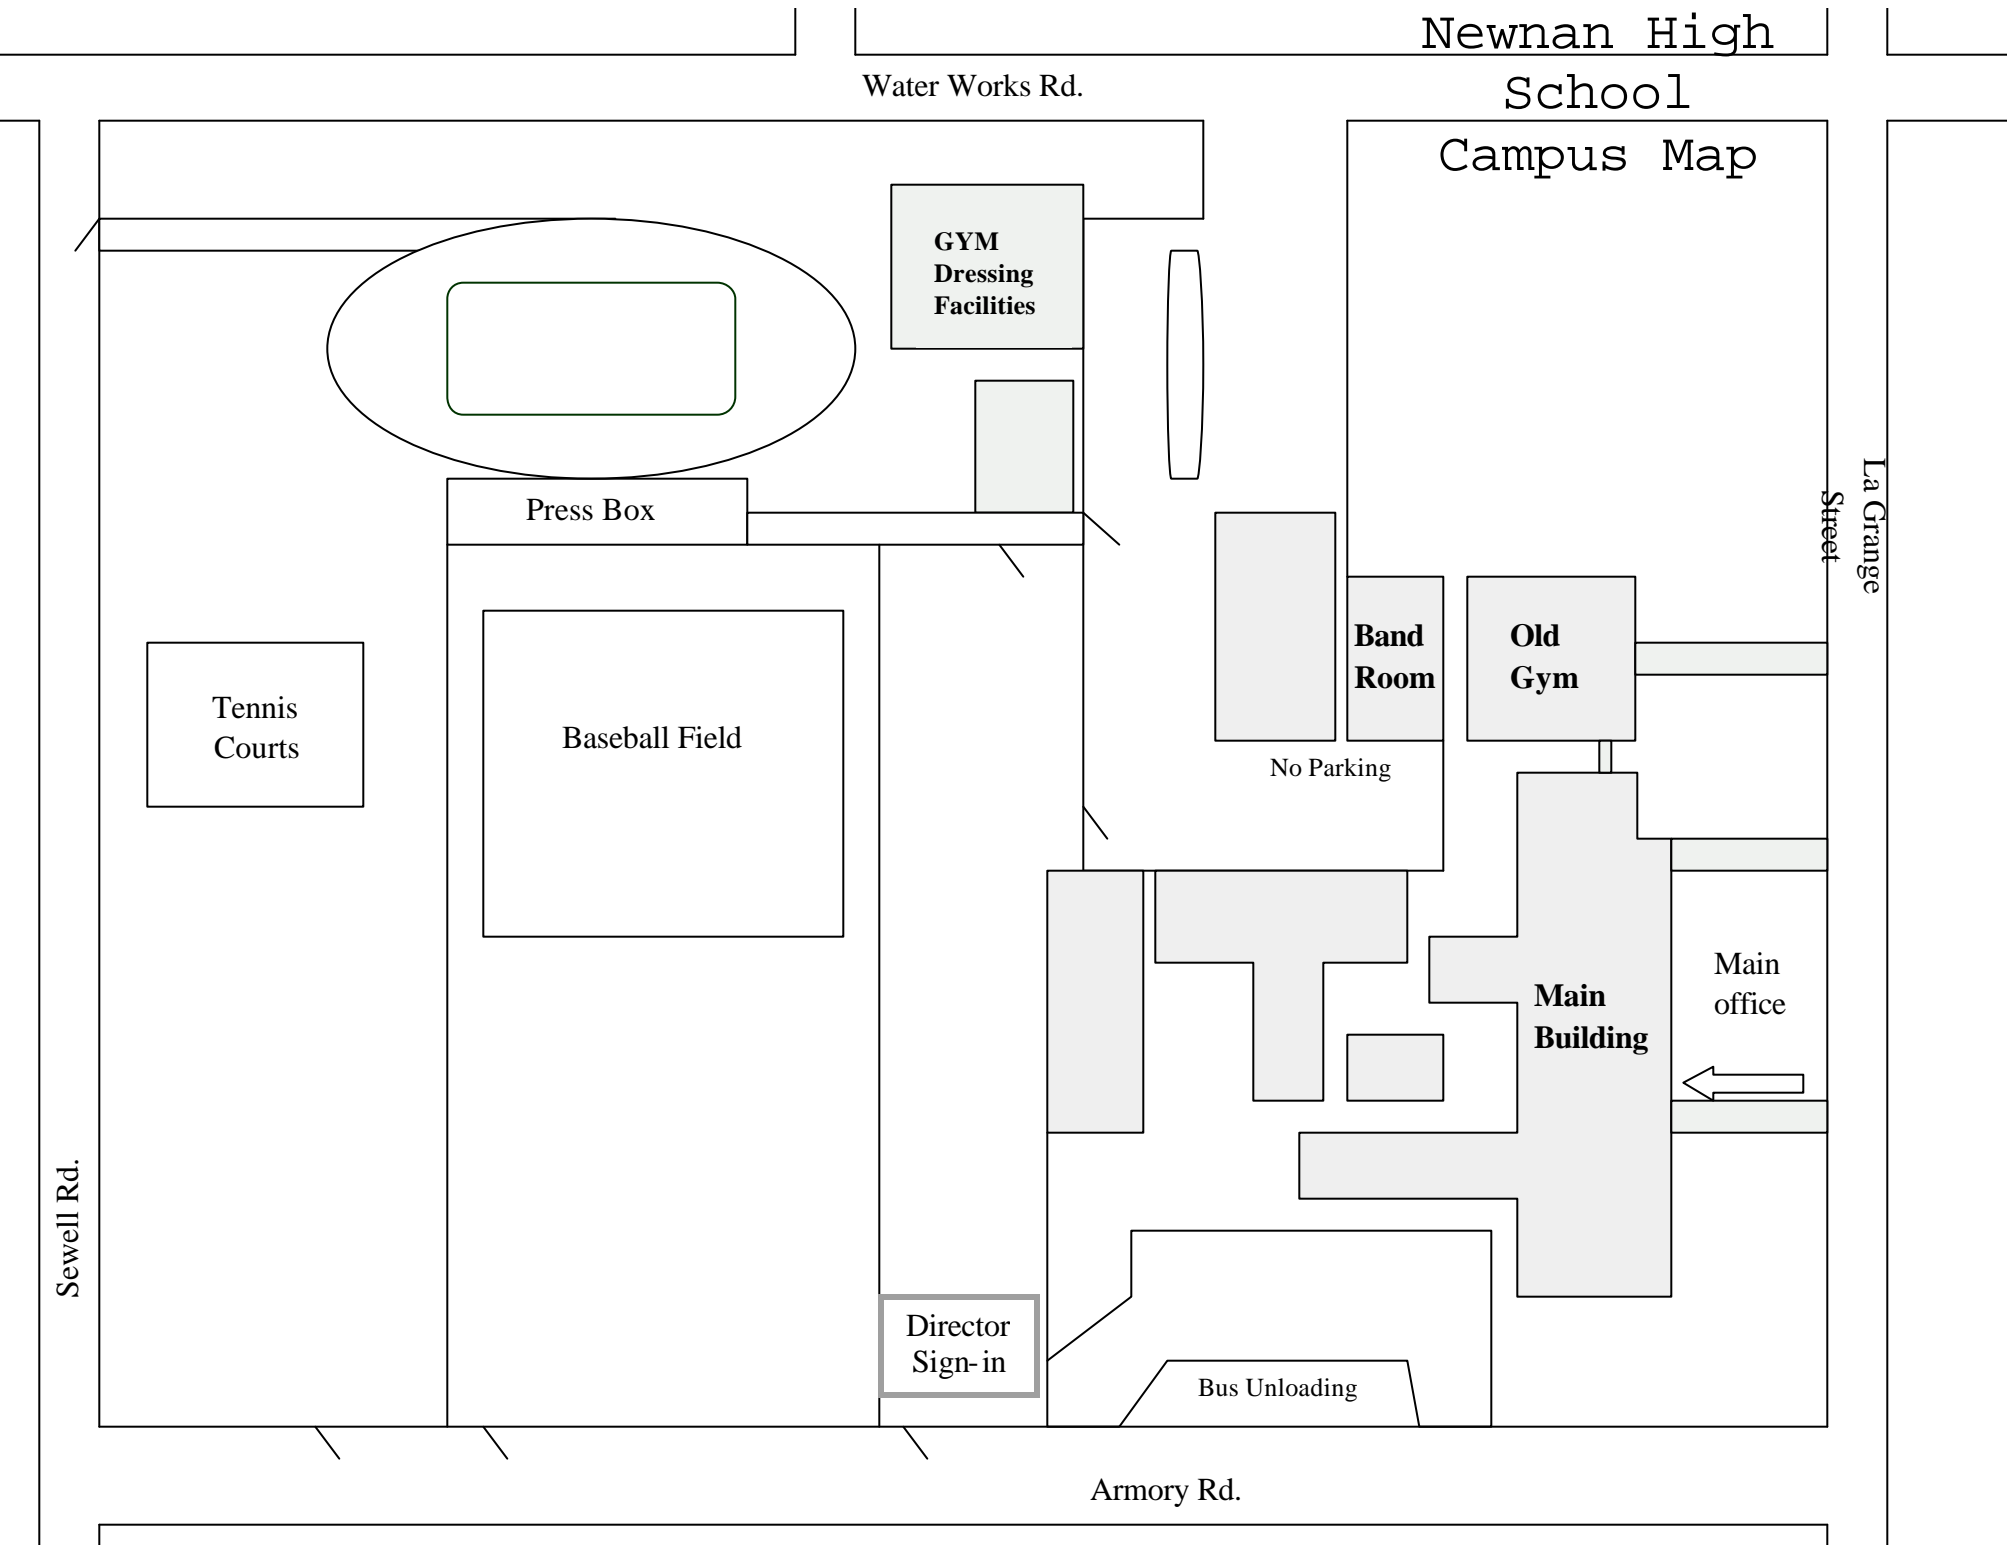 Newnan High
School
Campus Map
Water Works Rd.
GYM
Dressing
Facilities
Press Box
La Grange
Street
Band
Room
Old
Gym
Tennis
Courts
Baseball Field
No Parking
Main
office
Main
Building
Sewell Rd.
Director
Sign-in
Bus Unloading
Armory Rd.